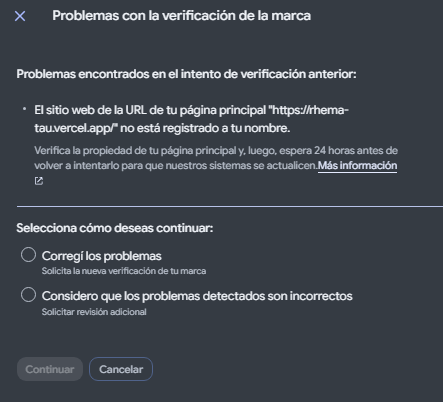 Problemas con la verificación de la marca
Problemas encontrados en el intento de verificación anterior:
• El sitio web de la URL de tu página principal "https://rhema-
tau.vercel.app/" no está registrado a tu nombre.
Verifica la propiedad de tu página principal y, luego, espera 24 horas antes de
volver a intentarlo para que nuestros sistemas se actualicen.Más información
Selecciona cómo deseas continuar:
Corregí los problemas
Solicita la nueva verificación de tu marca
Considero que los problemas detectados son incorrectos
Solicitar revisión adicional
Continuar
Cancelar